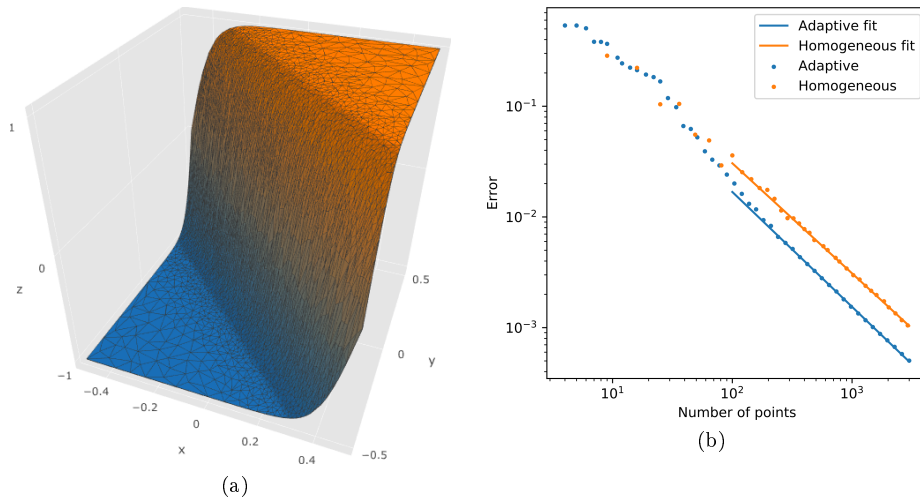 1
0
−1
z
−0.4
−0.2
0
0.2
0.4
x
0.5
0
−0.5
y
(a)
Adaptive fit
Homogeneous fit
Adaptive
Homogeneous
10⁻¹
10⁻²
10⁻³
Error
10¹
10²
10³
Number of points
(b)